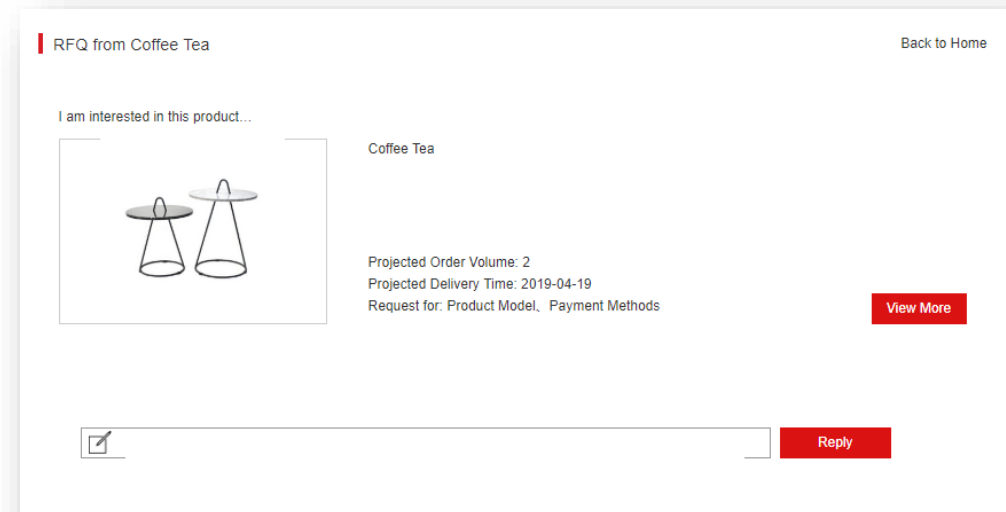 RFQ from Coffee Tea
Back to Home
I am interested in this product...
Coffee Tea
Projected Order Volume: 2
Projected Delivery Time: 2019-04-19
Request for: Product Model、Payment Methods
View More
Reply